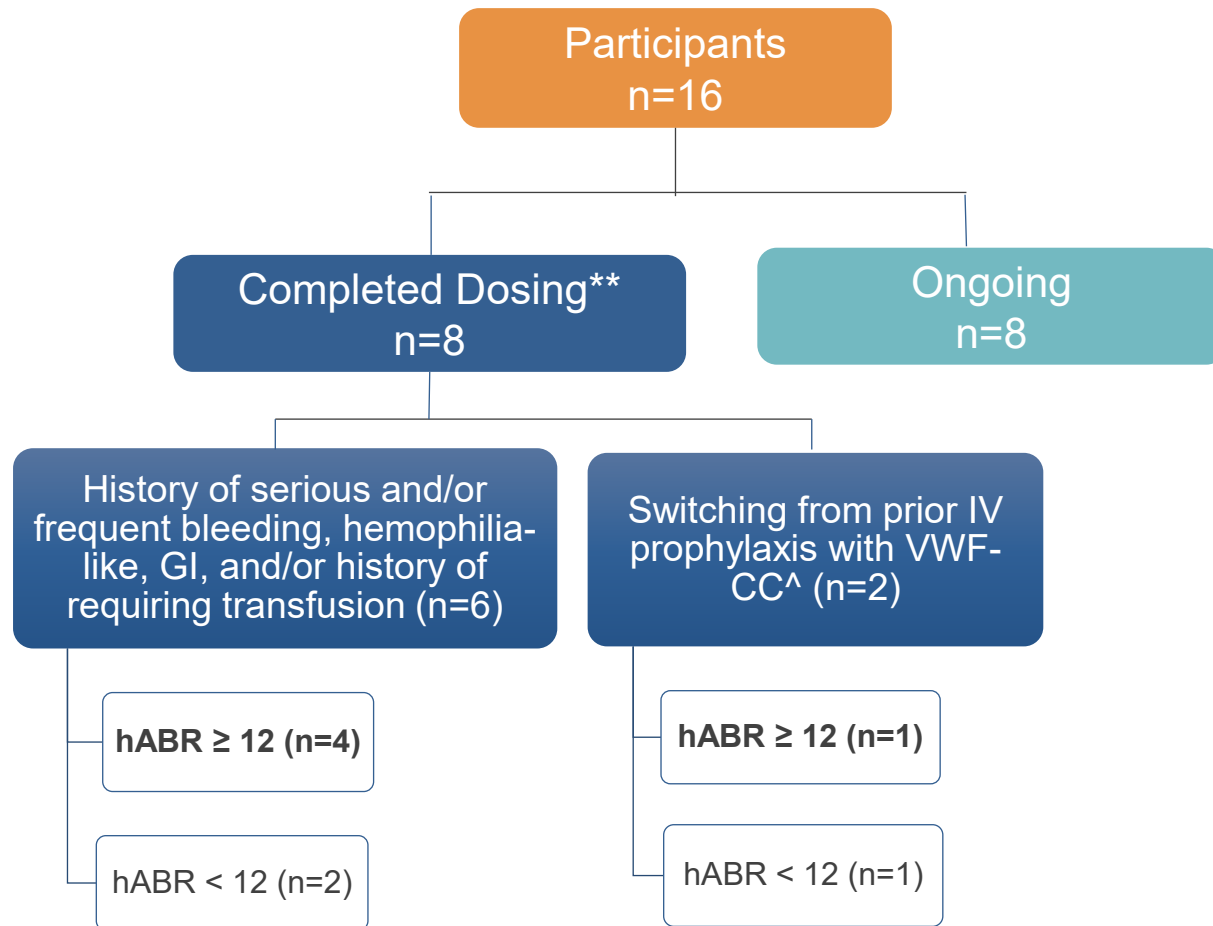 Participants
n=16
Completed Dosing**
n=8
Ongoing
n=8
History of serious and/or
frequent bleeding, hemophilia-
like, GI, and/or history of
requiring transfusion (n=6)
Switching from prior IV
prophylaxis with VWF-
CC^ (n=2)
hABR ≥ 12 (n=4)
hABR < 12 (n=2)
hABR ≥ 12 (n=1)
hABR < 12 (n=1)